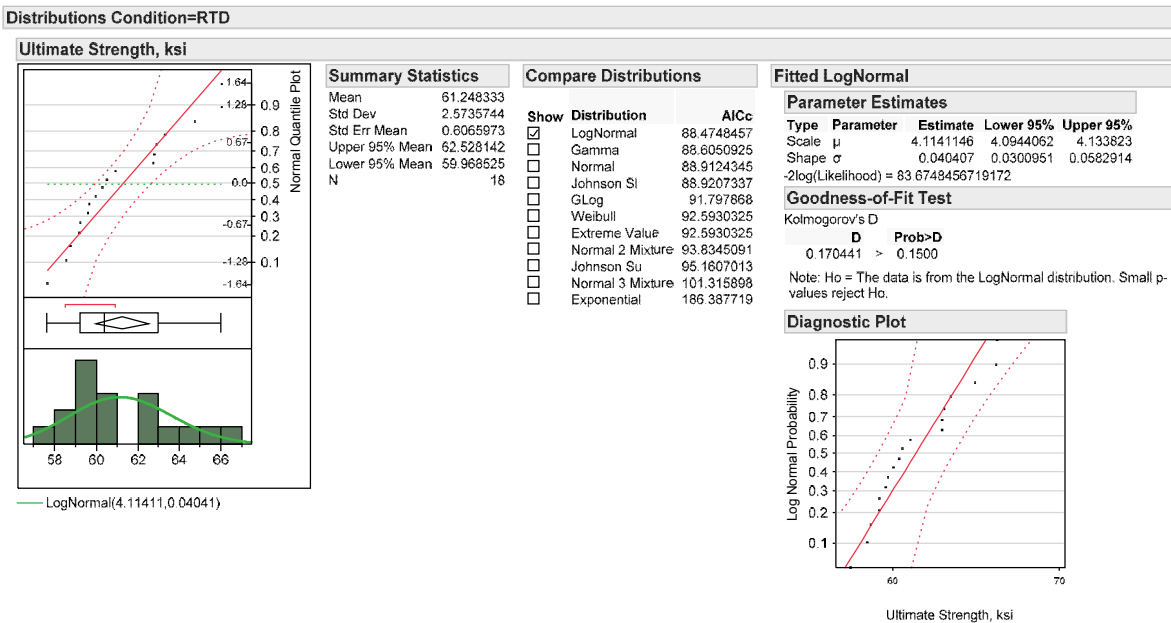 Distributions Condition=RTD
Ultimate Strength, ksi
1.64
1.28
0.67
0.0
-0.67
-1.28
-1.64
0.9
0.8
0.7
0.6
0.5
0.4
0.3
0.2
0.1
Normal Quantile Plot
58 60 62 64 66
LogNormal(4.11411,0.04041)
Summary Statistics
Mean 61.248333
Std Dev 2.5735744
Std Err Mean 0.6065973
Upper 95% Mean 62.528142
Lower 95% Mean 59.968525
N 18
Compare Distributions
Show Distribution AICc
LogNormal 88.4748457
Gamma 88.6050925
Normal 88.9124345
Johnson Sl 88.9207337
GLog 91.797868
Weibull 92.5930325
Extreme Value 92.5930325
Normal 2 Mixture 93.8345091
Johnson Su 95.1607013
Normal 3 Mixture 101.315898
Exponential 186.387719
Fitted LogNormal
Parameter Estimates
Type Parameter Estimate Lower 95% Upper 95%
Scale μ 4.1141146 4.0944062 4.133823
Shape σ 0.040407 0.0300951 0.0582914
-2log(Likelihood) = 83.6748456719172
Goodness-of-Fit Test
Kolmogorov's D
D Prob>D
0.170441 > 0.1500
Note: Ho = The data is from the LogNormal distribution. Small p-
values reject Ho.
Diagnostic Plot
Log Normal Probability
0.9
0.8
0.7
0.6
0.5
0.4
0.3
0.2
0.1
60 70
Ultimate Strength, ksi